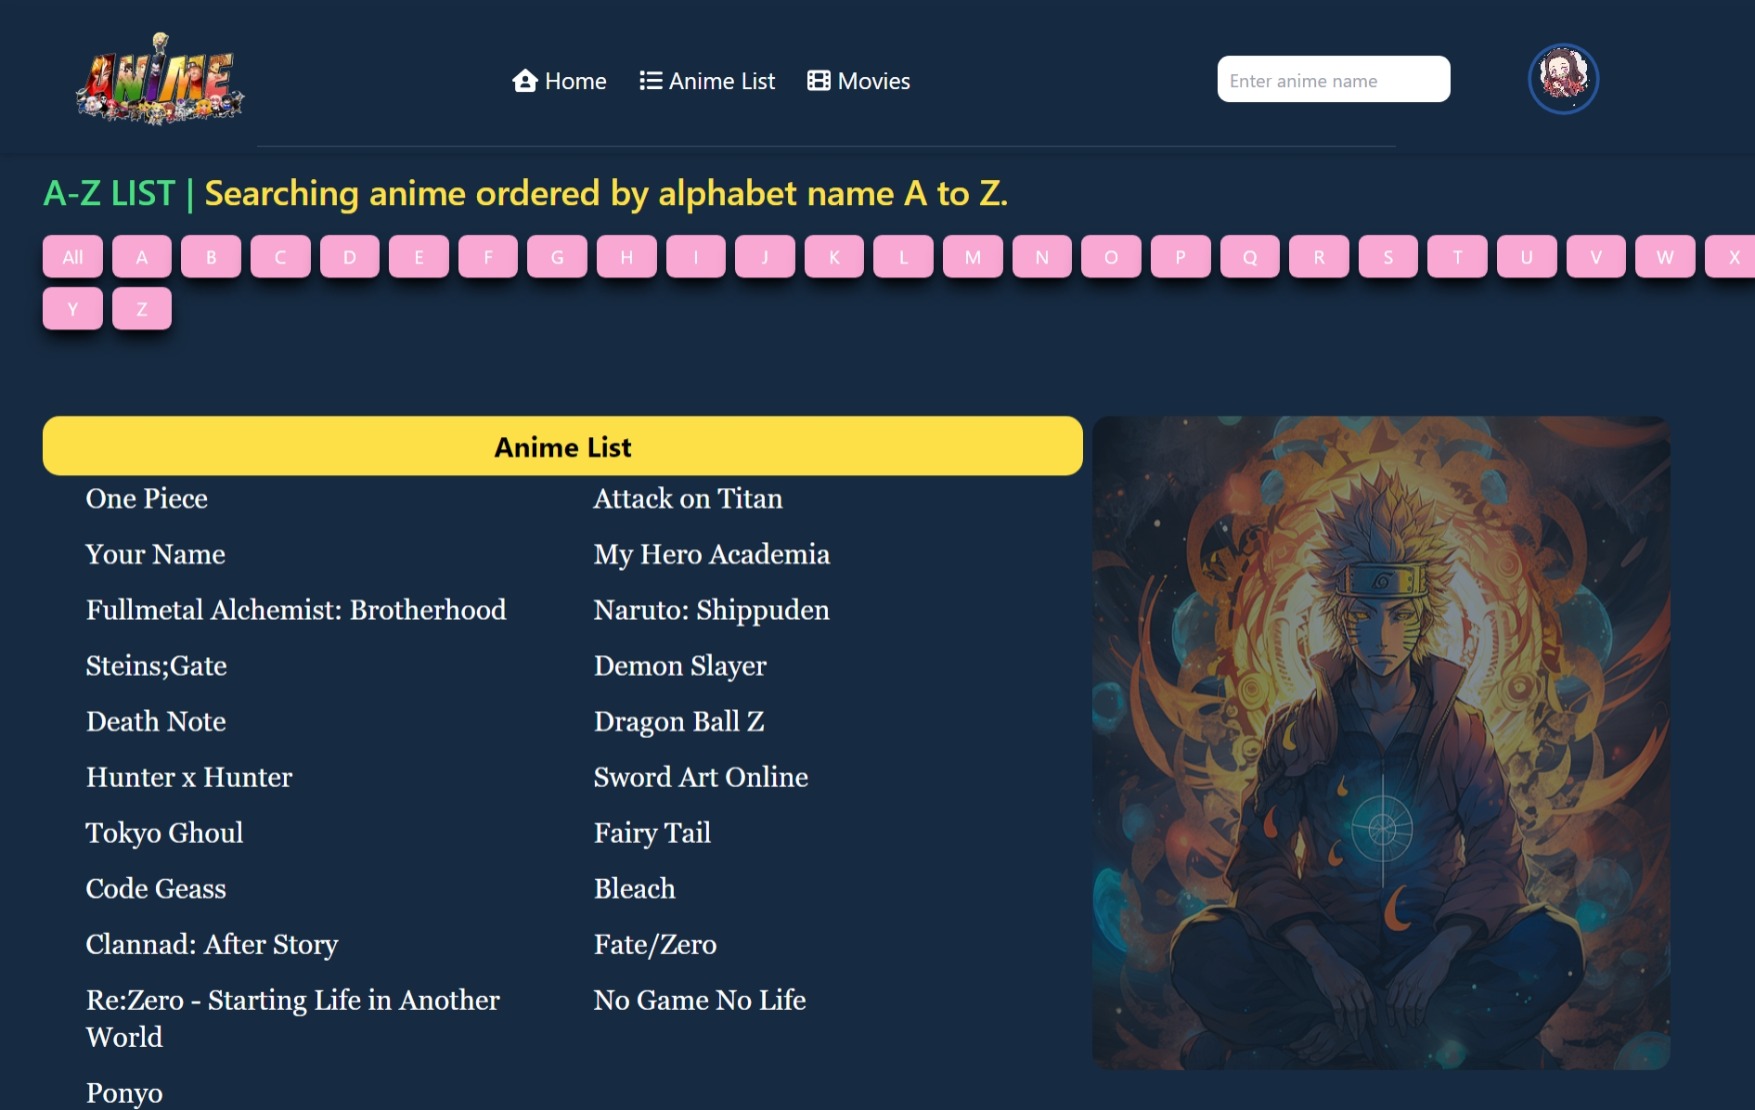 ANIME
Home
Anime List
Movies
Enter anime name
A-Z LIST | Searching anime ordered by alphabet name A to Z.
All A B C D E F G H I J K L M N O P Q R S T U V W X
Y Z
Anime List
One Piece
Attack on Titan
Your Name
My Hero Academia
Fullmetal Alchemist: Brotherhood
Naruto: Shippuden
Steins;Gate
Demon Slayer
Death Note
Dragon Ball Z
Hunter x Hunter
Sword Art Online
Tokyo Ghoul
Fairy Tail
Code Geass
Bleach
Clannad: After Story
Fate/Zero
Re:Zero - Starting Life in Another
World
No Game No Life
Ponyo